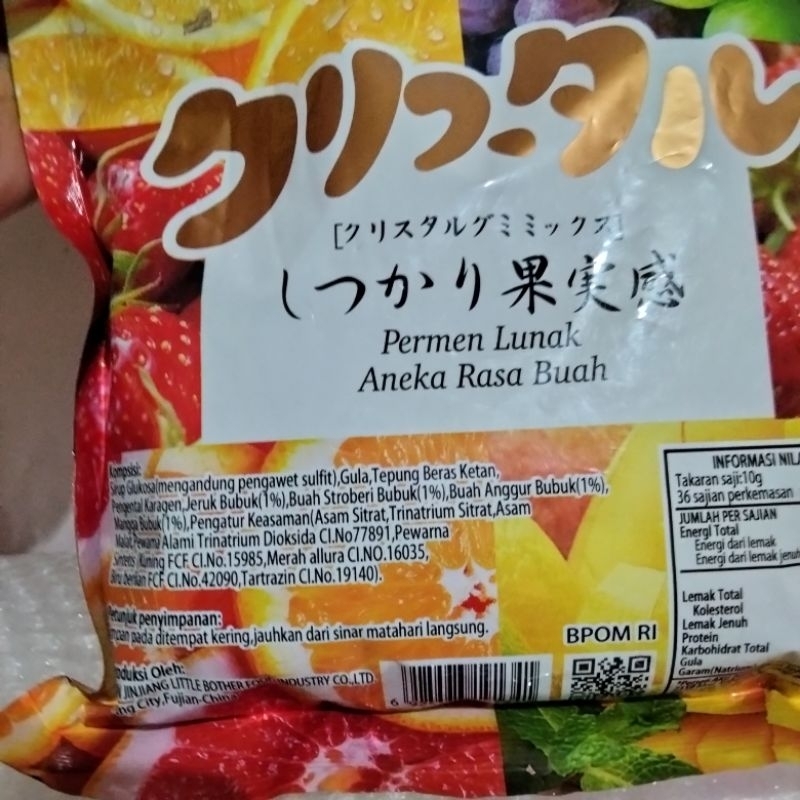 クリスタル
[クリスタルグミミックス]
しつかり果実感
Permen Lunak
Aneka Rasa Buah
Komposisi:
Sirup Glukosa(mengandung pengawet sulfit),Gula,Tepung Beras Ketan,
Pengental Karagen,Jeruk Bubuk(1%),Buah Stroberi Bubuk(1%),Buah Anggur Bubuk(1%),
Mangga Bubuk(1%),Pengatur Keasaman(Asam Sitrat,Trinatrium Sitrat,Asam
Malat,Pewarna Alami Trinatrium Dioksida CI.No77891,Pewarna
Sintetis (Kuning FCF CI.No.15985,Merah allura CI.NO.16035,
Biru berlian FCF CI.No.42090,Tartrazin CI.No.19140).
Petunjuk penyimpanan:
pada ditempat kering,jauhkan dari sinar matahari langsung.
Oleh:
JINJIANG LITTLE BROTHER FOOD INDUSTRY CO.,LTD
City,Fujian-China
BPOM RI
6
INFORMASI
Takaran saji:10g
36 sajian perkemasan
JUMLAH PER SAJIAN
Energi Total
Energi dari lemak
Energi dari lemak
Lemak Total
Kolesterol
Lemak Jenuh
Protein
Karbohidrat Total
Gula